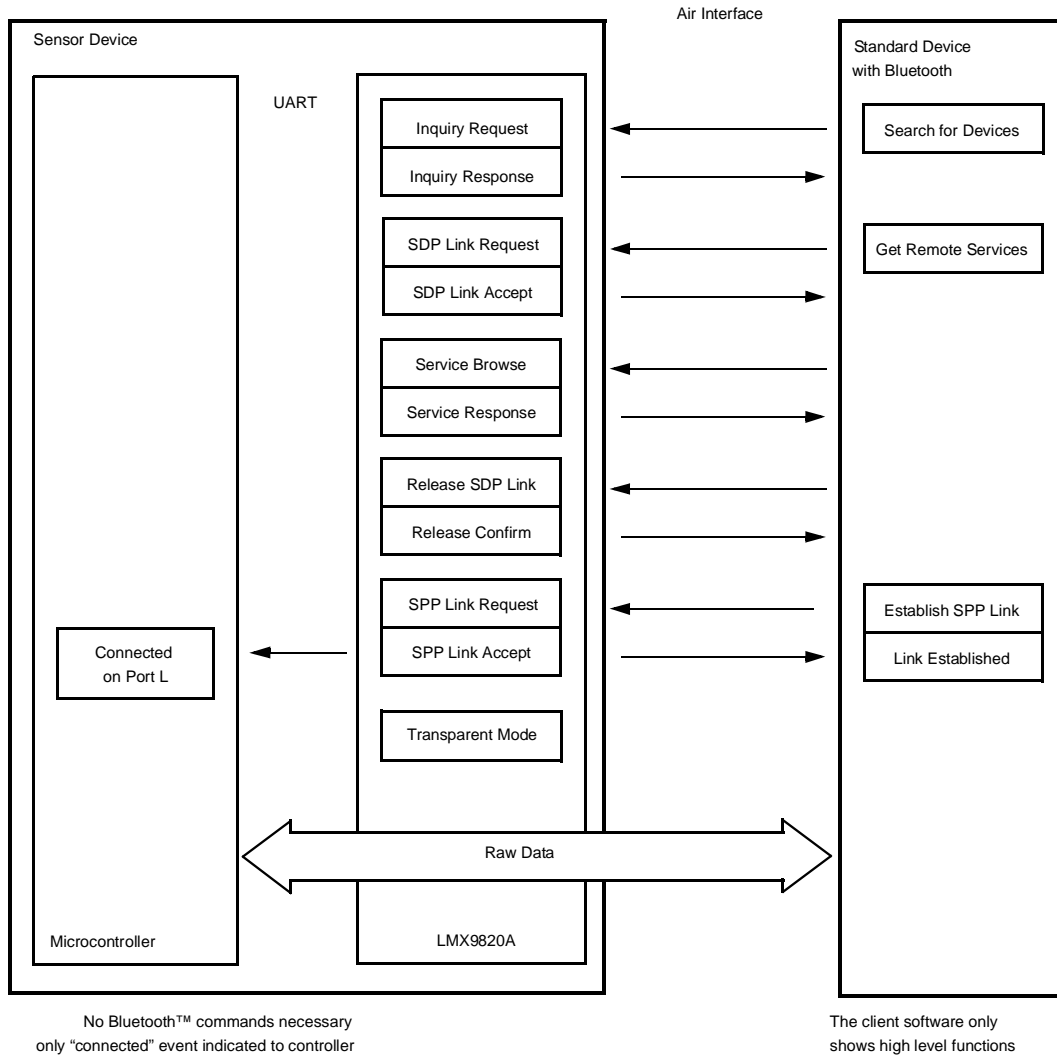 Air Interface
Sensor Device
Standard Device
with Bluetooth
UART
Inquiry Request
Search for Devices
Inquiry Response
SDP Link Request
Get Remote Services
SDP Link Accept
Service Browse
Service Response
Release SDP Link
Release Confirm
SPP Link Request
Establish SPP Link
Connected
on Port L
SPP Link Accept
Link Established
Transparent Mode
Raw Data
Microcontroller
LMX9820A
No Bluetooth™ commands necessary
only “connected” event indicated to controller
The client software only
shows high level functions